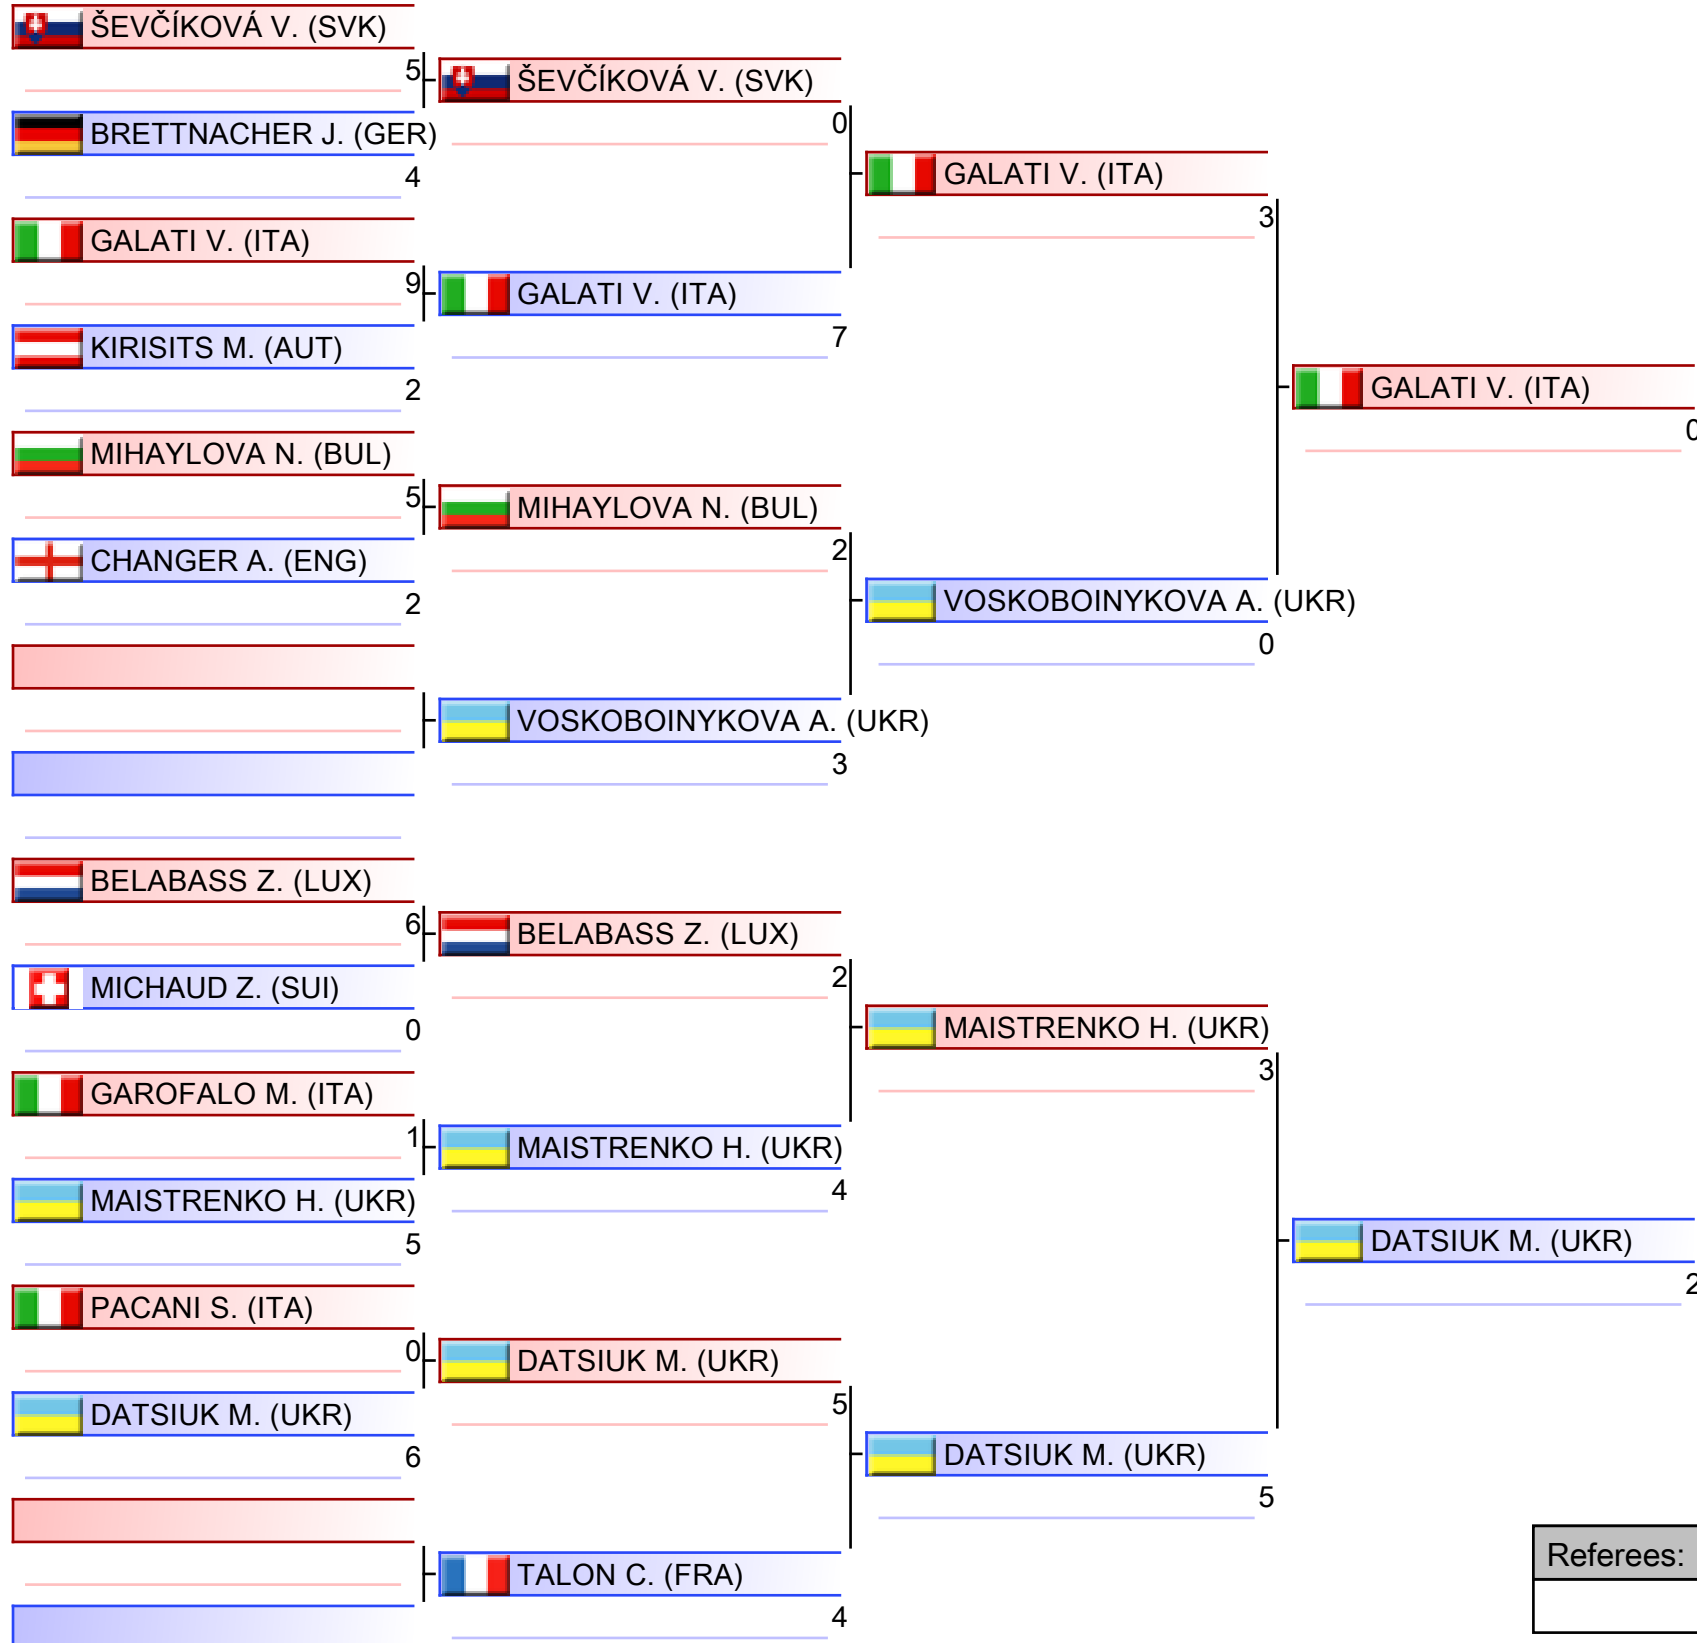 ŠEVČÍKOVÁ V. (SVK)
5
BRETTNACHER J. (GER)
4
GALATI V. (ITA)
9
KIRISITS M. (AUT)
2
MIHAYLOVA N. (BUL)
5
CHANGER A. (ENG)
2
BELABASS Z. (LUX)
6
MICHAUD Z. (SUI)
0
GAROFALO M. (ITA)
1
MAISTRENKO H. (UKR)
5
PACANI S. (ITA)
0
DATSIUK M. (UKR)
6
ŠEVČÍKOVÁ V. (SVK)
0
GALATI V. (ITA)
7
MIHAYLOVA N. (BUL)
2
VOSKOBOINYKOVA A. (UKR)
3
BELABASS Z. (LUX)
2
MAISTRENKO H. (UKR)
4
DATSIUK M. (UKR)
5
TALON C. (FRA)
4
GALATI V. (ITA)
3
VOSKOBOINYKOVA A. (UKR)
0
MAISTRENKO H. (UKR)
3
DATSIUK M. (UKR)
5
GALATI V. (ITA)
0
DATSIUK M. (UKR)
2
Referees: